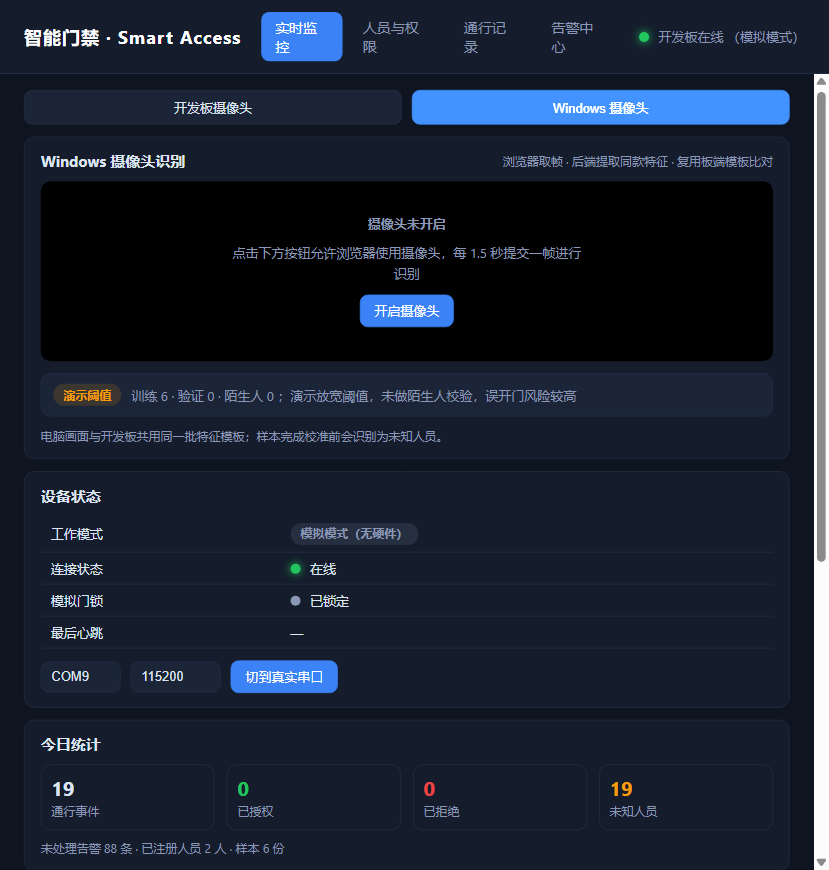 智能门禁 · Smart Access
实时监
控
人员与权
限
通行记
录
告警中
心
开发板在线 （模拟模式）
开发板摄像头
Windows 摄像头
Windows 摄像头识别
浏览器取帧 · 后端提取同款特征 · 复用板端模板比对
摄像头未开启
点击下方按钮允许浏览器使用摄像头，每 1.5 秒提交一帧进行
识别
开启摄像头
演示阈值 训练 6 · 验证 0 · 陌生人 0 ；演示放宽阈值，未做陌生人校验，误开门风险较高
电脑画面与开发板共用同一批特征模板；样本完成校准前会识别为未知人员。
设备状态
工作模式 模拟模式（无硬件）
连接状态 在线
模拟门锁 已锁定
最后心跳 —
COM9 115200 切到真实串口
今日统计
19
通行事件
0
已授权
0
已拒绝
19
未知人员
未处理告警 88 条 · 已注册人员 2 人 · 样本 6 份